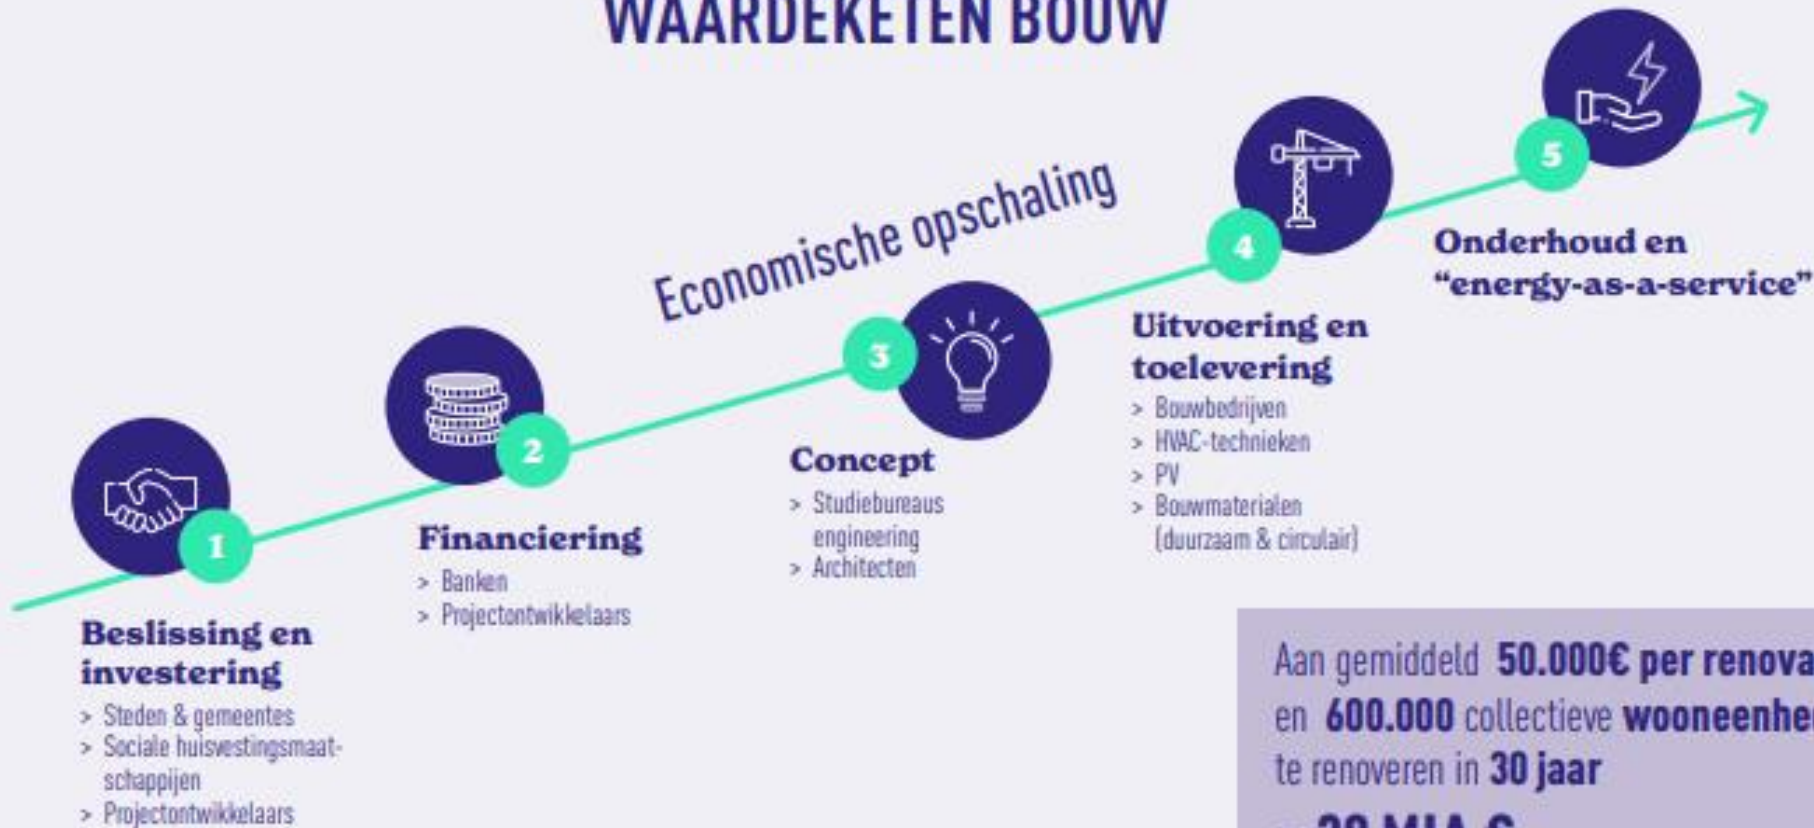 WAARDEKETEN BOUW
Economische opschaling
1
Beslissing en
investering
> Steden & gemeentes
> Sociale huisvestingsmaat-
schappijen
> Projectontwikkelaars
2
Financiering
> Banken
> Projectontwikkelaars
3
Concept
> Studiebureaus
engineering
> Architecten
4
Uitvoering en
toelevering
> Bouwbedrijven
> HVAC-technieken
> PV
> Bouwmaterialen
(duurzaam & circulair)
5
Onderhoud en
“energy-as-a-service”
Aan gemiddeld 50.000€ per renova
en 600.000 collectieve wooneenhe
te renoveren in 30 jaar